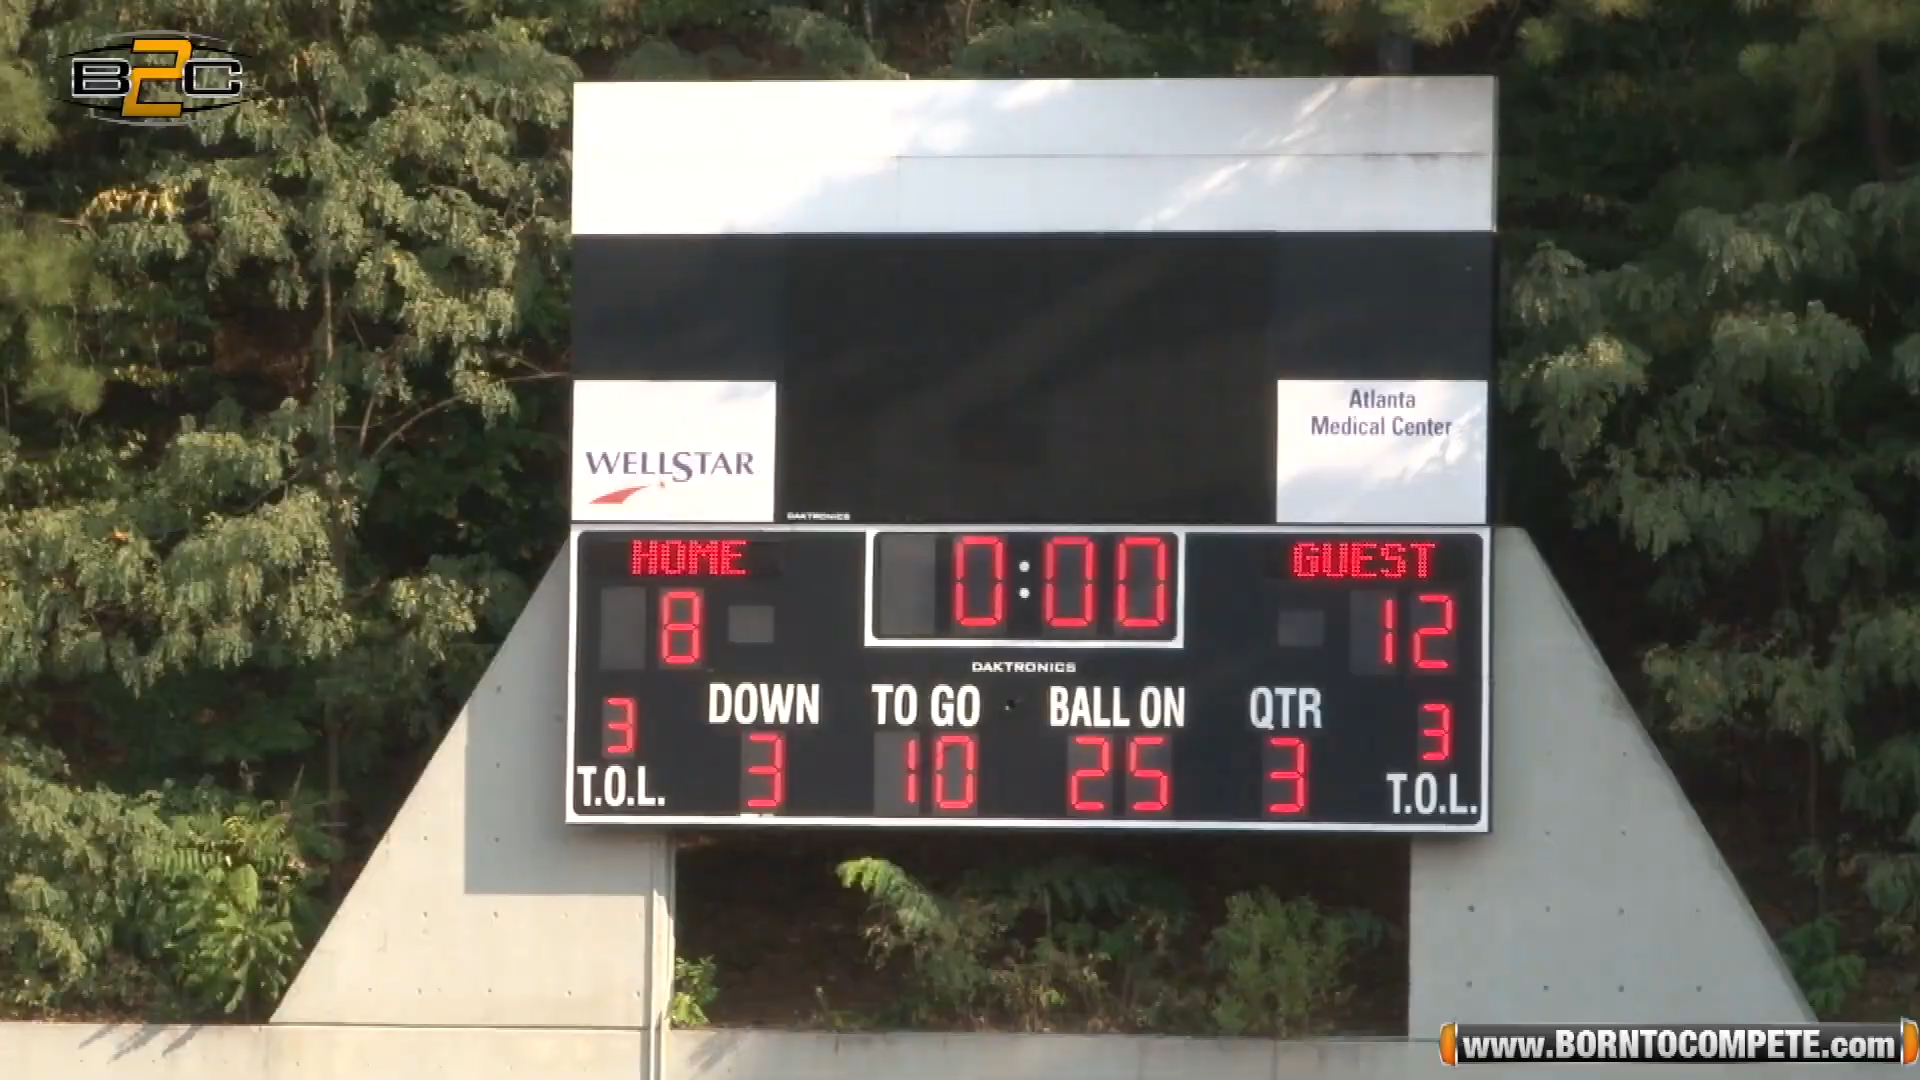 B2C
Atlanta
Medical Center
WELLSTAR
DAKTRONICS
HOME 0:00 GUEST
8 12
DAKTRONICS
DOWN TO GO BALL ON QTR
3 3
3 10 25 3
T.O.L. T.O.L.
www.BORNTOCOMPETE.com